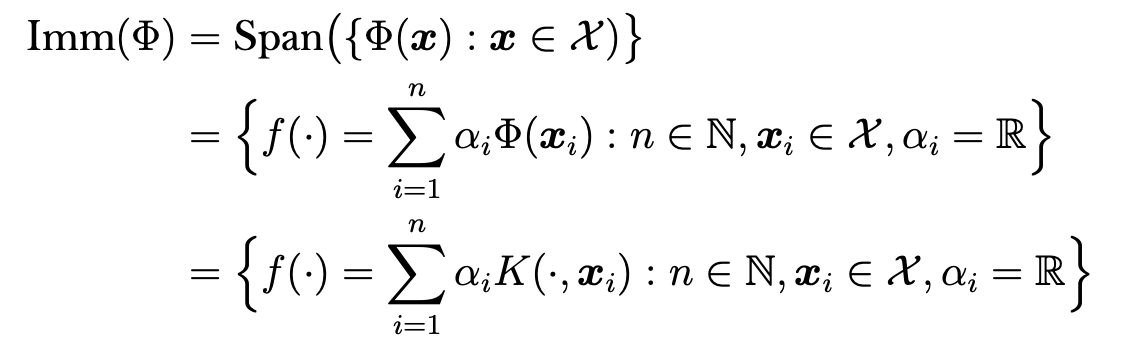 Imm(Φ) = Span({Φ(𝒙) : 𝒙 ∈ 𝒳)}
= {f(·) = ∑_{i=1}^{n} α_i Φ(𝒙_i) : n ∈ ℕ, 𝒙_i ∈ 𝒳, α_i = ℝ}
= {f(·) = ∑_{i=1}^{n} α_i K(·, 𝒙_i) : n ∈ ℕ, 𝒙_i ∈ 𝒳, α_i = ℝ}